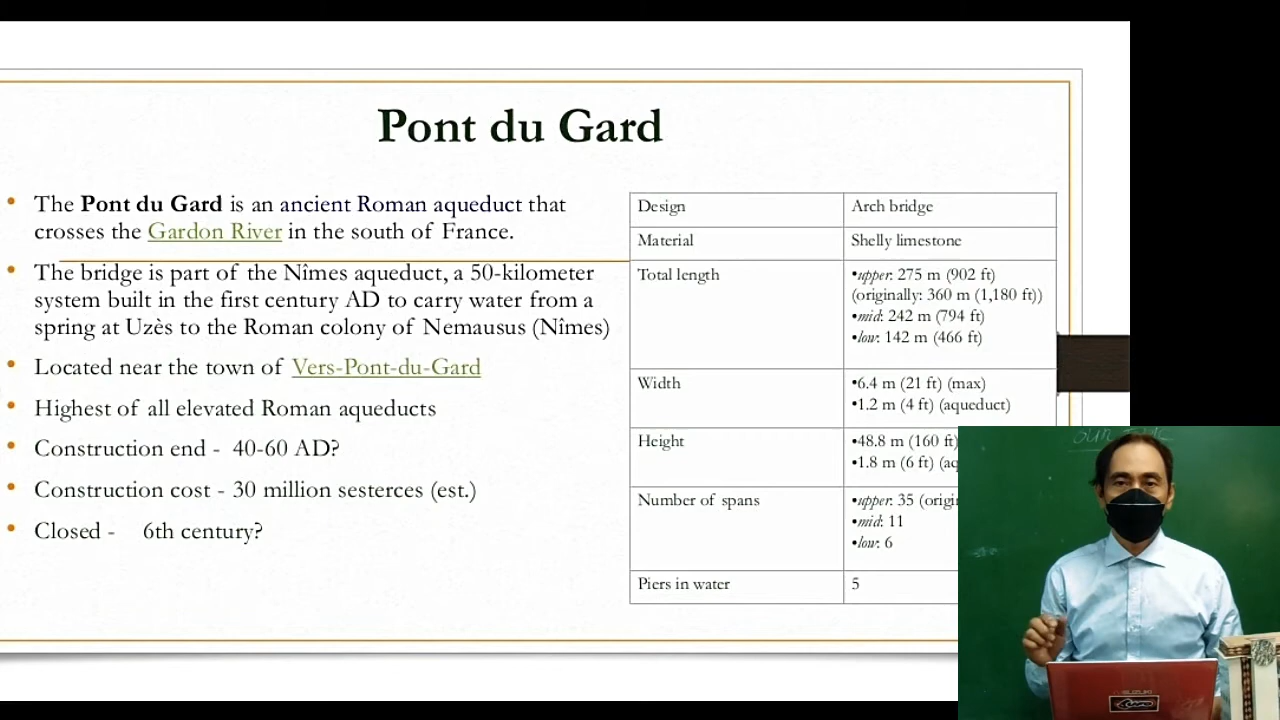 Pont du Gard
• The Pont du Gard is an ancient Roman aqueduct that
crosses the Gardon River in the south of France.
• The bridge is part of the Nîmes aqueduct, a 50-kilometer
system built in the first century AD to carry water from a
spring at Uzès to the Roman colony of Nemausus (Nîmes)
• Located near the town of Vers-Pont-du-Gard
• Highest of all elevated Roman aqueducts
• Construction end - 40-60 AD?
• Construction cost - 30 million sesterces (est.)
• Closed - 6th century?
Design Arch bridge
Material Shelly limestone
Total length •upper: 275 m (902 ft)
(originally: 360 m (1,180 ft))
•mid: 242 m (794 ft)
•low: 142 m (466 ft)
Width •6.4 m (21 ft) (max)
•1.2 m (4 ft) (aqueduct)
Height •48.8 m (160 ft)
•1.8 m (6 ft) (aq
Number of spans •upper: 35 (origi
•mid: 11
•low: 6
Piers in water 5
SUZUKI